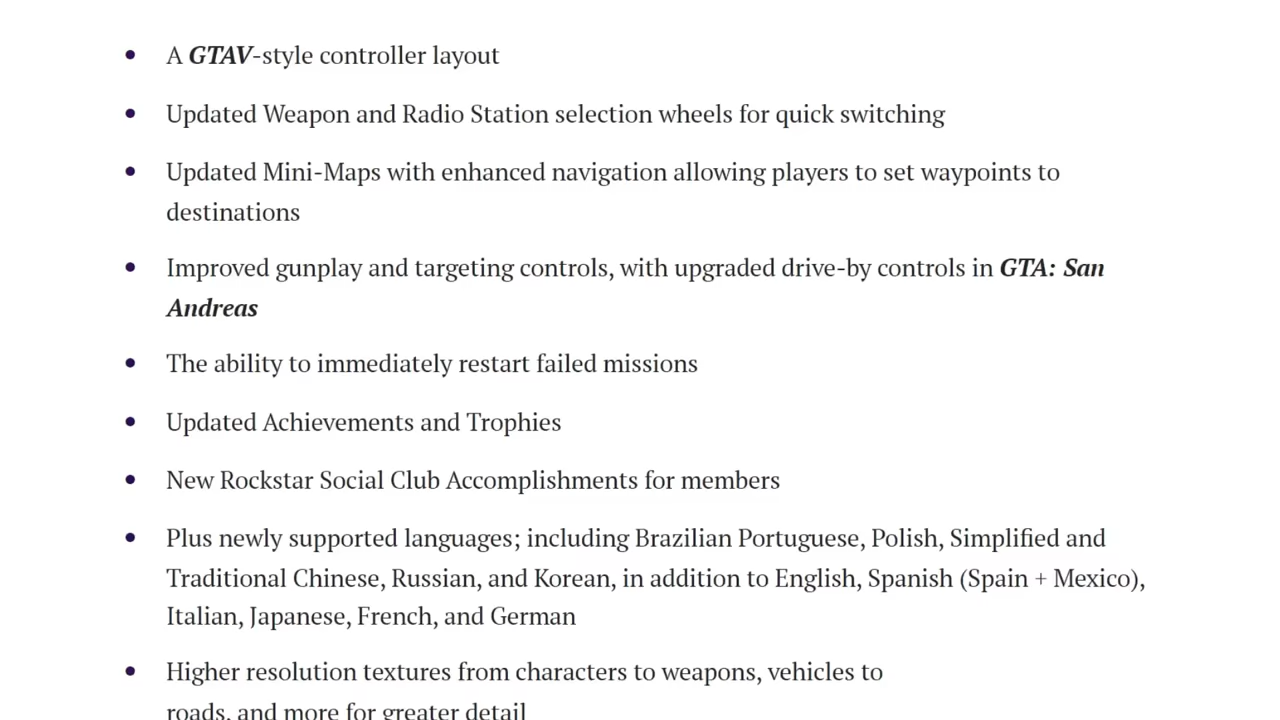 • A GTAV-style controller layout
• Updated Weapon and Radio Station selection wheels for quick switching
• Updated Mini-Maps with enhanced navigation allowing players to set waypoints to
destinations
• Improved gunplay and targeting controls, with upgraded drive-by controls in GTA: San
Andreas
• The ability to immediately restart failed missions
• Updated Achievements and Trophies
• New Rockstar Social Club Accomplishments for members
• Plus newly supported languages; including Brazilian Portuguese, Polish, Simplified and
Traditional Chinese, Russian, and Korean, in addition to English, Spanish (Spain + Mexico),
Italian, Japanese, French, and German
• Higher resolution textures from characters to weapons, vehicles to
roads, and more for greater detail